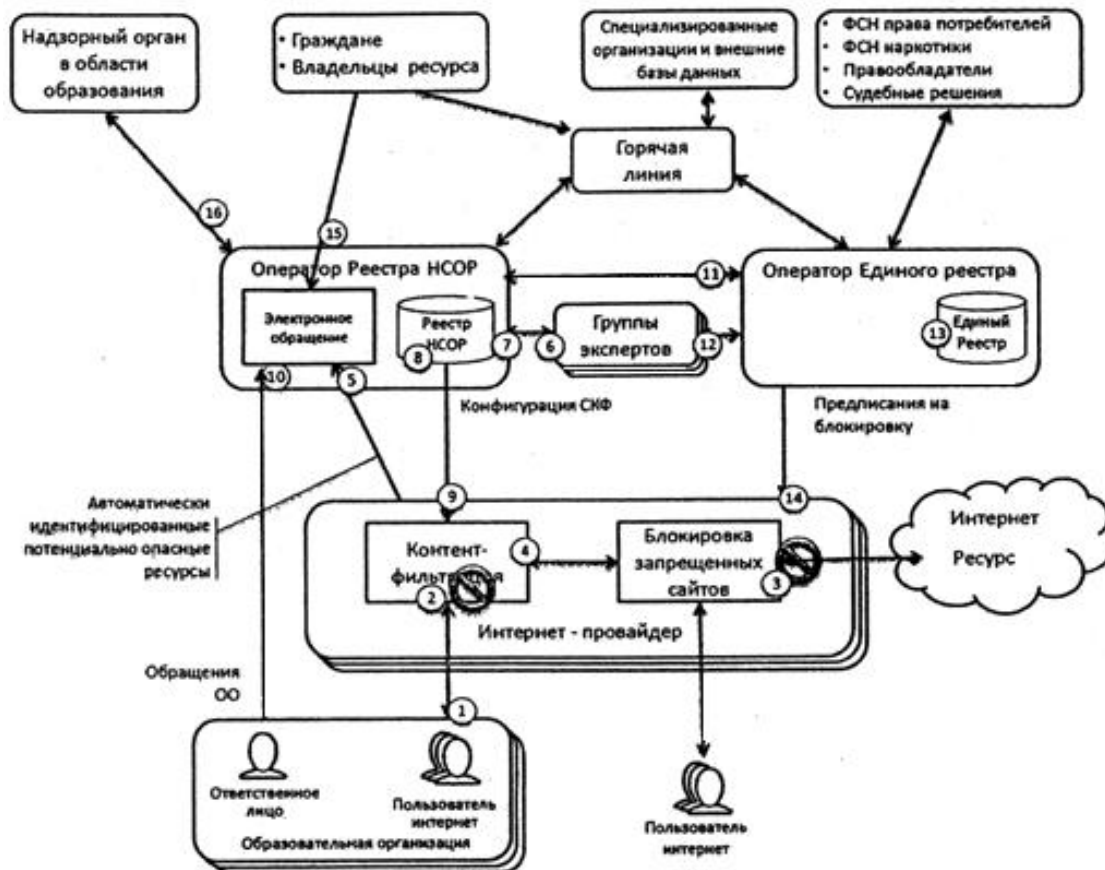 Надзорный орган
в области
образования
• Граждане
• Владельцы ресурса
Специализированные
организации и внешние
базы данных
• ФСН права потребителей
• ФСН наркотики
• Правообладатели
• Судебные решения
Горячая
линия
16
15
Оператор Реестра НСОР
11
Оператор Единого реестра
Электронное
обращение
Реестр
НСОР
8
7
6
Группы
экспертов
12
13
Единый
Реестр
10
5
Конфигурация СКФ
Предписания на
блокировку
Автоматически
идентифицированные
потенциально опасные
ресурсы
9
14
Контент-
фильтрация
2
4
Блокировка
запрещенных
сайтов
3
Интернет
Ресурс
Интернет - провайдер
Обращения
ОО
1
Ответственное
лицо
Пользователь
интернет
Образовательная организация
Пользователь
интернет